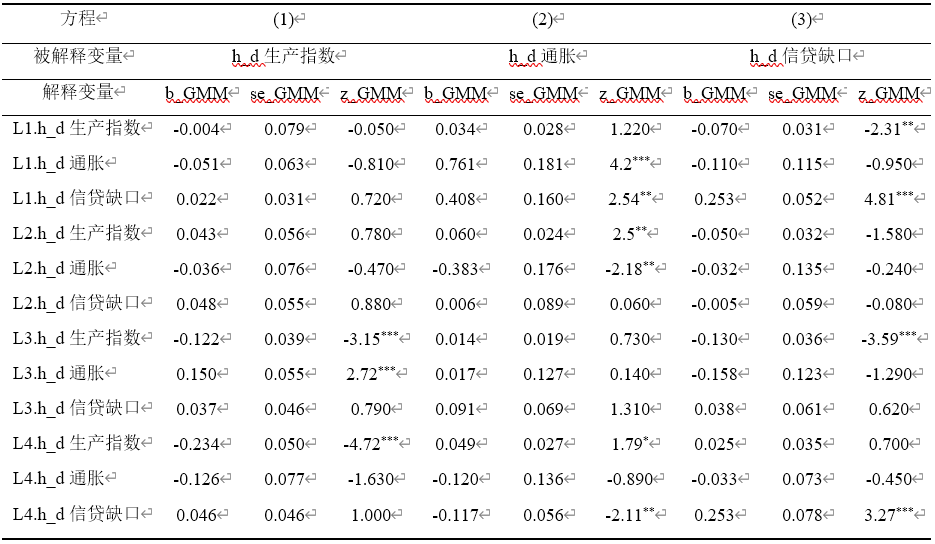 方程↵ (1)↵ (2)↵ (3)↵
被解释变量↵ h_d 生产指数↵ h_d 通胀↵ h_d 信贷缺口↵
解释变量↵ b_GMM↵ se_GMM↵ z_GMM↵ b_GMM↵ se_GMM↵ z_GMM↵ b_GMM↵ se_GMM↵ z_GMM↵
L1.h_d 生产指数↵ -0.004↵ 0.079↵ -0.050↵ 0.034↵ 0.028↵ 1.220↵ -0.070↵ 0.031↵ -2.31**↵
L1.h_d 通胀↵ -0.051↵ 0.063↵ -0.810↵ 0.761↵ 0.181↵ 4.2***↵ -0.110↵ 0.115↵ -0.950↵
L1.h_d 信贷缺口↵ 0.022↵ 0.031↵ 0.720↵ 0.408↵ 0.160↵ 2.54**↵ 0.253↵ 0.052↵ 4.81***↵
L2.h_d 生产指数↵ 0.043↵ 0.056↵ 0.780↵ 0.060↵ 0.024↵ 2.5**↵ -0.050↵ 0.032↵ -1.580↵
L2.h_d 通胀↵ -0.036↵ 0.076↵ -0.470↵ -0.383↵ 0.176↵ -2.18**↵ -0.032↵ 0.135↵ -0.240↵
L2.h_d 信贷缺口↵ 0.048↵ 0.055↵ 0.880↵ 0.006↵ 0.089↵ 0.060↵ -0.005↵ 0.059↵ -0.080↵
L3.h_d 生产指数↵ -0.122↵ 0.039↵ -3.15***↵ 0.014↵ 0.019↵ 0.730↵ -0.130↵ 0.036↵ -3.59***↵
L3.h_d 通胀↵ 0.150↵ 0.055↵ 2.72***↵ 0.017↵ 0.127↵ 0.140↵ -0.158↵ 0.123↵ -1.290↵
L3.h_d 信贷缺口↵ 0.037↵ 0.046↵ 0.790↵ 0.091↵ 0.069↵ 1.310↵ 0.038↵ 0.061↵ 0.620↵
L4.h_d 生产指数↵ -0.234↵ 0.050↵ -4.72***↵ 0.049↵ 0.027↵ 1.79*↵ 0.025↵ 0.035↵ 0.700↵
L4.h_d 通胀↵ -0.126↵ 0.077↵ -1.630↵ -0.120↵ 0.136↵ -0.890↵ -0.033↵ 0.073↵ -0.450↵
L4.h_d 信贷缺口↵ 0.046↵ 0.046↵ 1.000↵ -0.117↵ 0.056↵ -2.11**↵ 0.253↵ 0.078↵ 3.27***↵